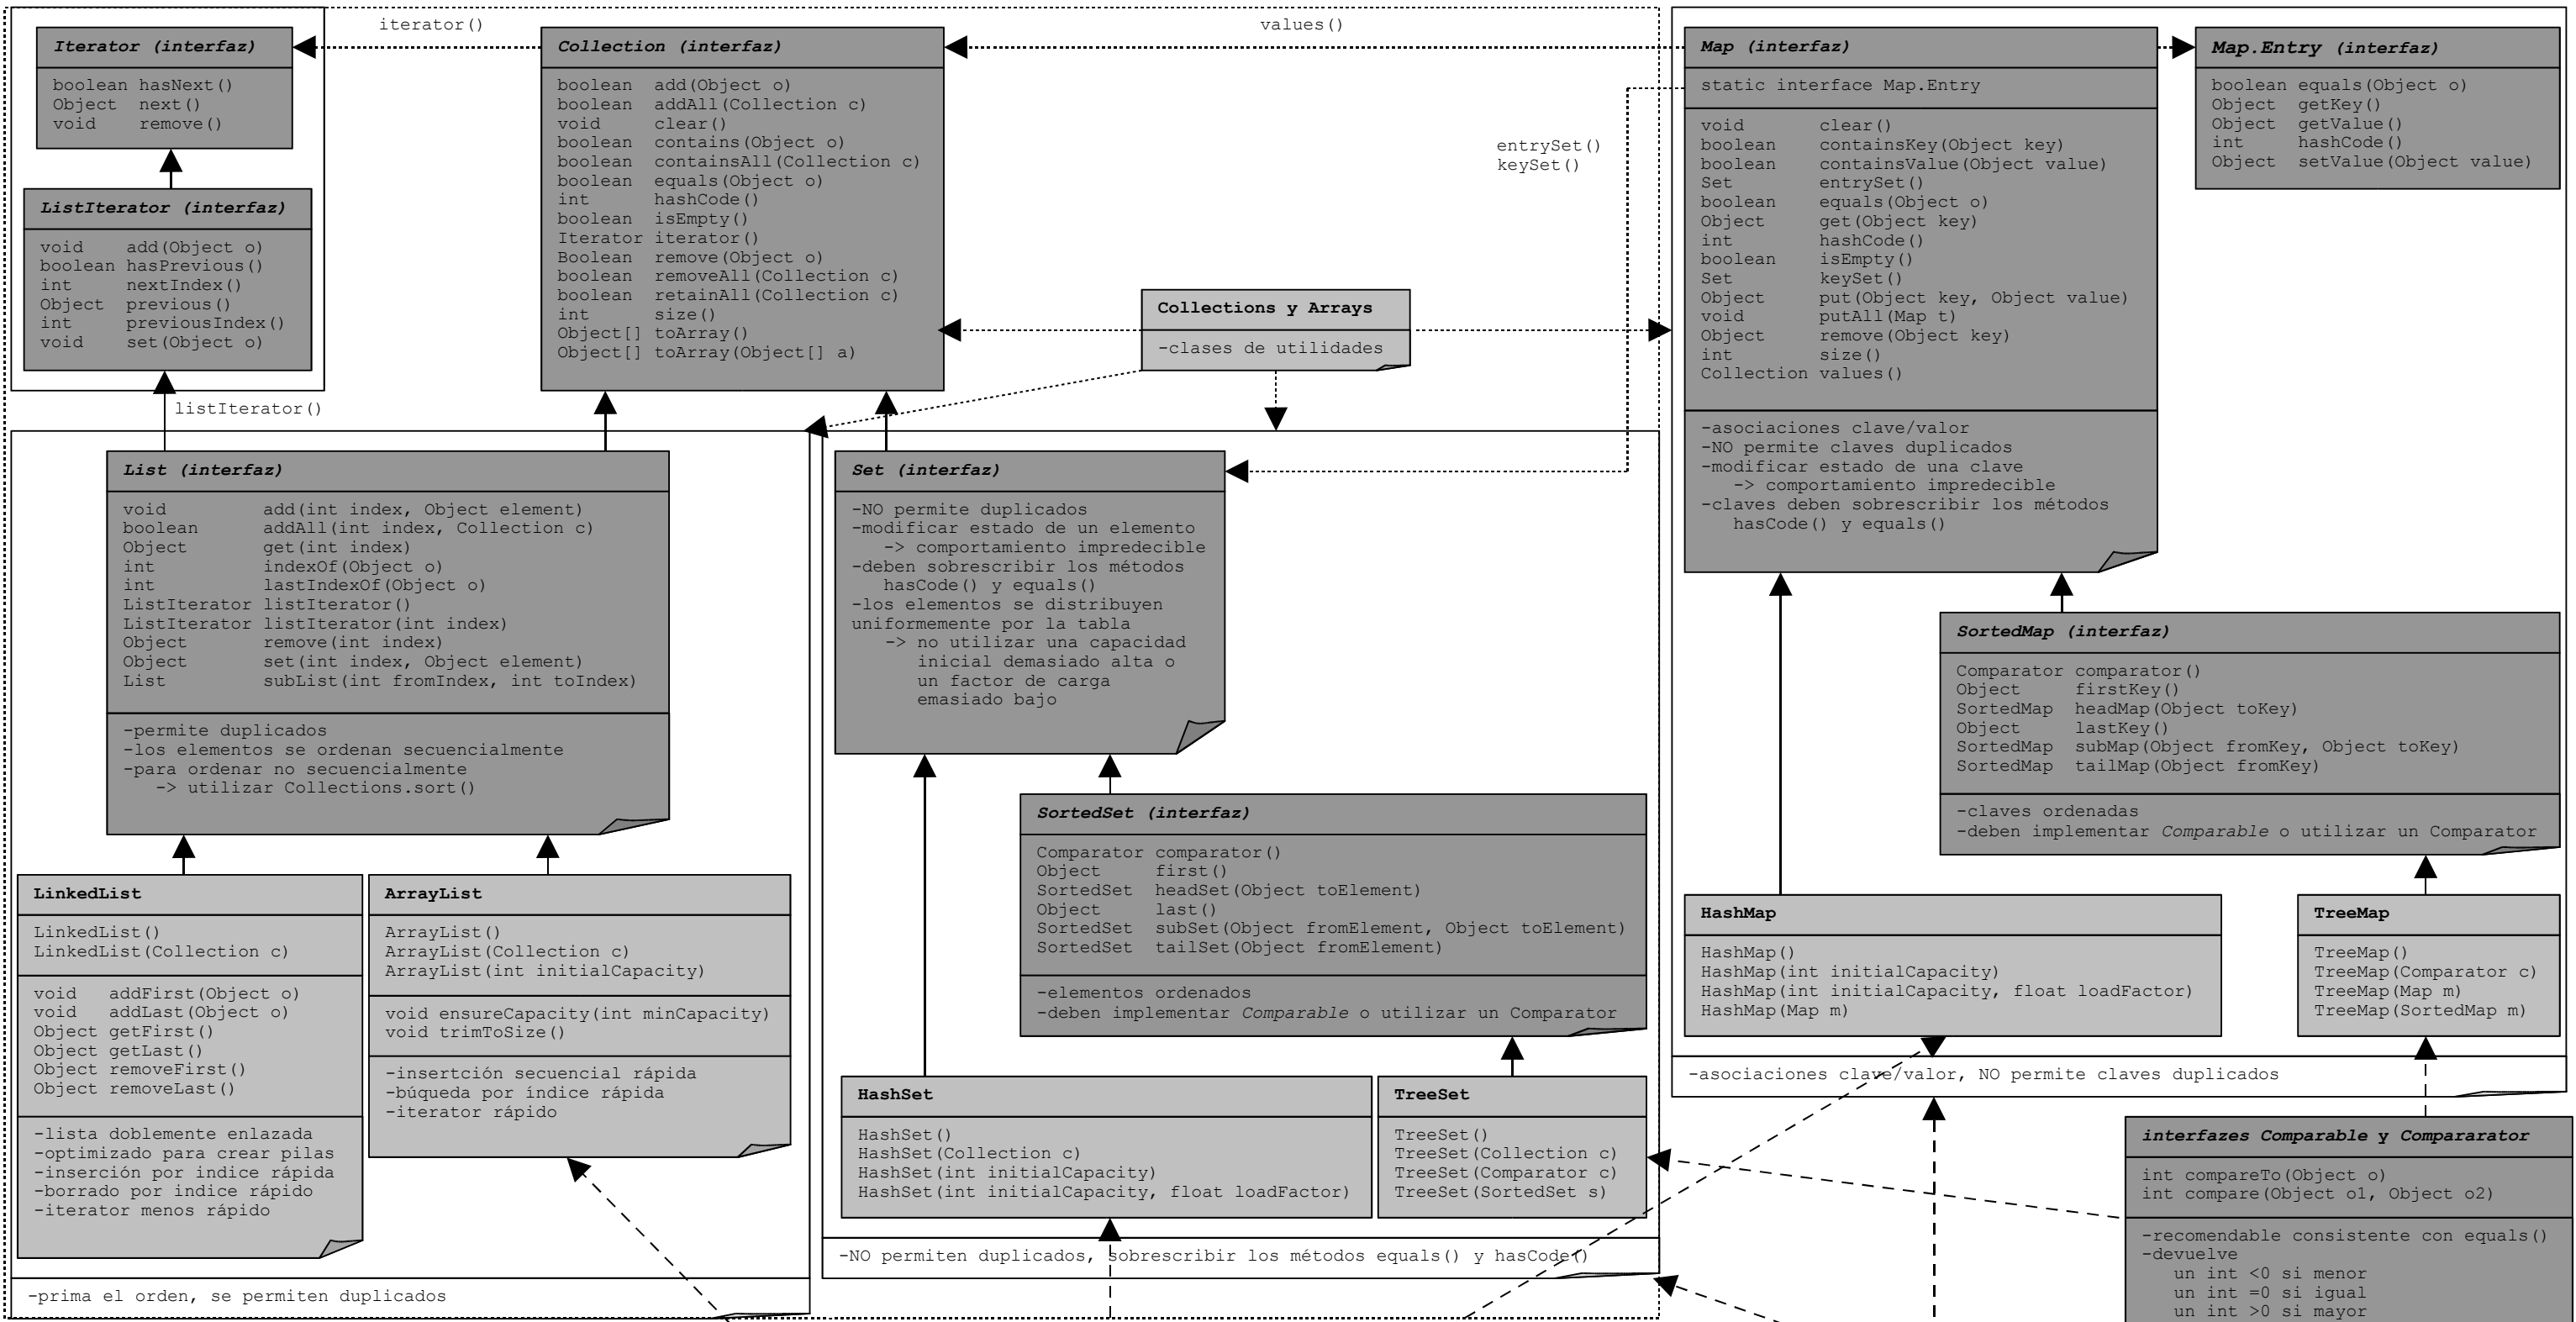 iterator()
values()
Iterator (interfaz)
boolean hasNext()
Object next()
void remove()
ListIterator (interfaz)
void add(Object o)
boolean hasPrevious()
int nextIndex()
Object previous()
int previousIndex()
void set(Object o)
listIterator()
Collection (interfaz)
boolean add(Object o)
boolean addAll(Collection c)
void clear()
boolean contains(Object o)
boolean containsAll(Collection c)
boolean equals(Object o)
int hashCode()
boolean isEmpty()
Iterator iterator()
Boolean remove(Object o)
boolean removeAll(Collection c)
boolean retainAll(Collection c)
int size()
Object[] toArray()
Object[] toArray(Object[] a)
Collections y Arrays
-clases de utilidades
entrySet()
keySet()
Map (interfaz)
static interface Map.Entry
void clear()
boolean containsKey(Object key)
boolean containsValue(Object value)
Set entrySet()
boolean equals(Object o)
Object get(Object key)
int hashCode()
boolean isEmpty()
Set keySet()
Object put(Object key, Object value)
void putAll(Map t)
Object remove(Object key)
int size()
Collection values()
-asociaciones clave/valor
-NO permite claves duplicados
-modificar estado de una clave
-> comportamiento impredecible
-claves deben sobrescribir los métodos
hasCode() y equals()
Map.Entry (interfaz)
boolean equals(Object o)
Object getKey()
Object getValue()
int hashCode()
Object setValue(Object value)
List (interfaz)
void add(int index, Object element)
boolean addAll(int index, Collection c)
Object get(int index)
int indexOf(Object o)
int lastIndexOf(Object o)
ListIterator listIterator()
ListIterator listIterator(int index)
Object remove(int index)
Object set(int index, Object element)
List subList(int fromIndex, int toIndex)
-permite duplicados
-los elementos se ordenan secuencialmente
-para ordenar no secuencialmente
-> utilizar Collections.sort()
Set (interfaz)
-NO permite duplicados
-modificar estado de un elemento
-> comportamiento impredecible
-deben sobrescribir los métodos
hasCode() y equals()
-los elementos se distribuyen
uniformemente por la tabla
-> no utilizar una capacidad
inicial demasiado alta o
un factor de carga
emasiado bajo
SortedMap (interfaz)
Comparator comparator()
Object firstKey()
SortedMap headMap(Object toKey)
Object lastKey()
SortedMap subMap(Object fromKey, Object toKey)
SortedMap tailMap(Object fromKey)
-claves ordenadas
-deben implementar Comparable o utilizar un Comparator
SortedSet (interfaz)
Comparator comparator()
Object first()
SortedSet headSet(Object toElement)
Object last()
SortedSet subSet(Object fromElement, Object toElement)
SortedSet tailSet(Object fromElement)
-elementos ordenados
-deben implementar Comparable o utilizar un Comparator
LinkedList
LinkedList()
LinkedList(Collection c)
void addFirst(Object o)
void addLast(Object o)
Object getFirst()
Object getLast()
Object removeFirst()
Object removeLast()
-lista doblemente enlazada
-optimizado para crear pilas
-inserción por indice rápida
-borrado por indice rápido
-iterator menos rápido
ArrayList
ArrayList()
ArrayList(Collection c)
ArrayList(int initialCapacity)
void ensureCapacity(int minCapacity)
void trimToSize()
-insertción secuencial rápida
-búqueda por índice rápida
-iterator rápido
-prima el orden, se permiten duplicados
HashSet
HashSet()
HashSet(Collection c)
HashSet(int initialCapacity)
HashSet(int initialCapacity, float loadFactor)
TreeSet
TreeSet()
TreeSet(Collection c)
TreeSet(Comparator c)
TreeSet(SortedSet s)
-NO permiten duplicados, sobrescribir los métodos equals() y hasCode()
HashMap
HashMap()
HashMap(int initialCapacity)
HashMap(int initialCapacity, float loadFactor)
HashMap(Map m)
TreeMap
TreeMap()
TreeMap(Comparator c)
TreeMap(Map m)
TreeMap(SortedMap m)
-asociaciones clave/valor, NO permite claves duplicados
interfazes Comparable y Compararator
int compareTo(Object o)
int compare(Object o1, Object o2)
-recomendable consistente con equals()
-devuelve
un int <0 si menor
un int =0 si igual
un int >0 si mayor